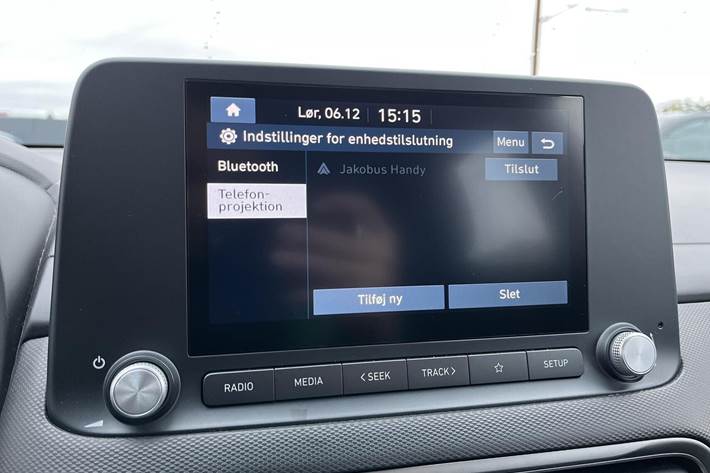 Lør, 06.12 15:15
Indstillinger for enhedstilslutning Menu
Bluetooth
Jakobus Handy Tilslut
Telefon-
projektion
Tilføj ny Slet
RADIO MEDIA < SEEK TRACK > SETUP